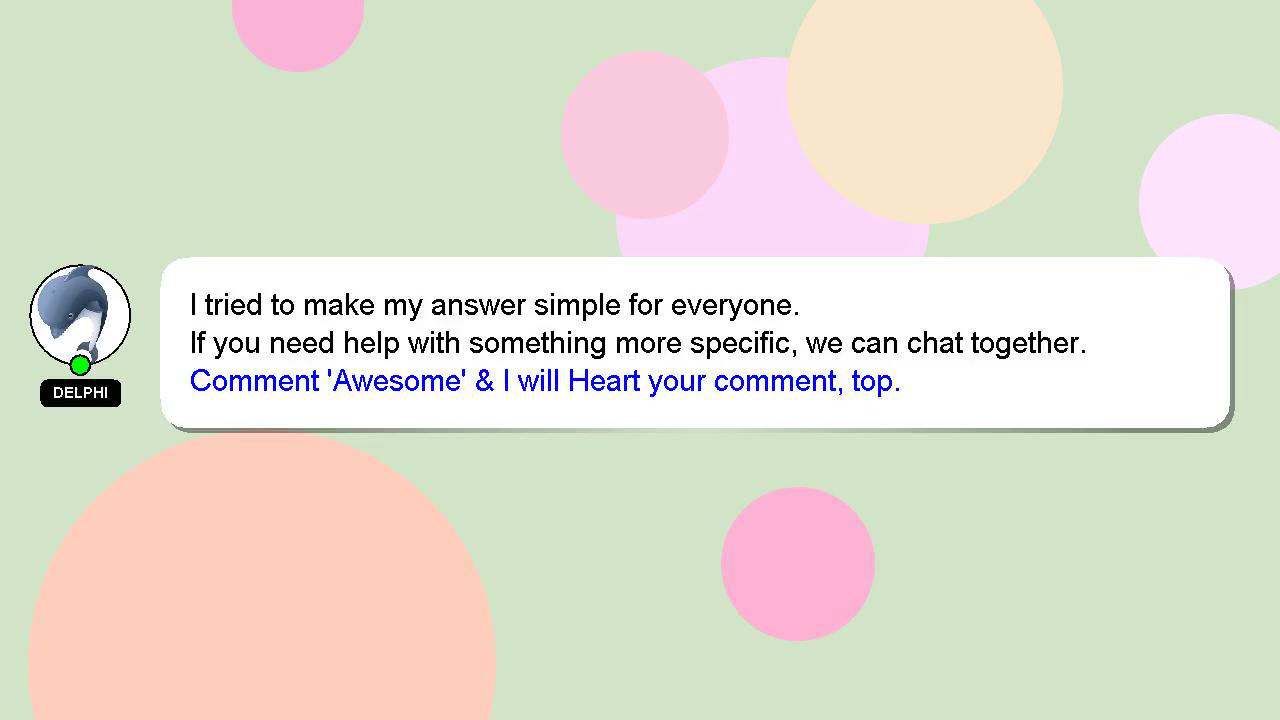 I tried to make my answer simple for everyone.
If you need help with something more specific, we can chat together.
Comment 'Awesome' & I will Heart your comment, top.
DELPHI